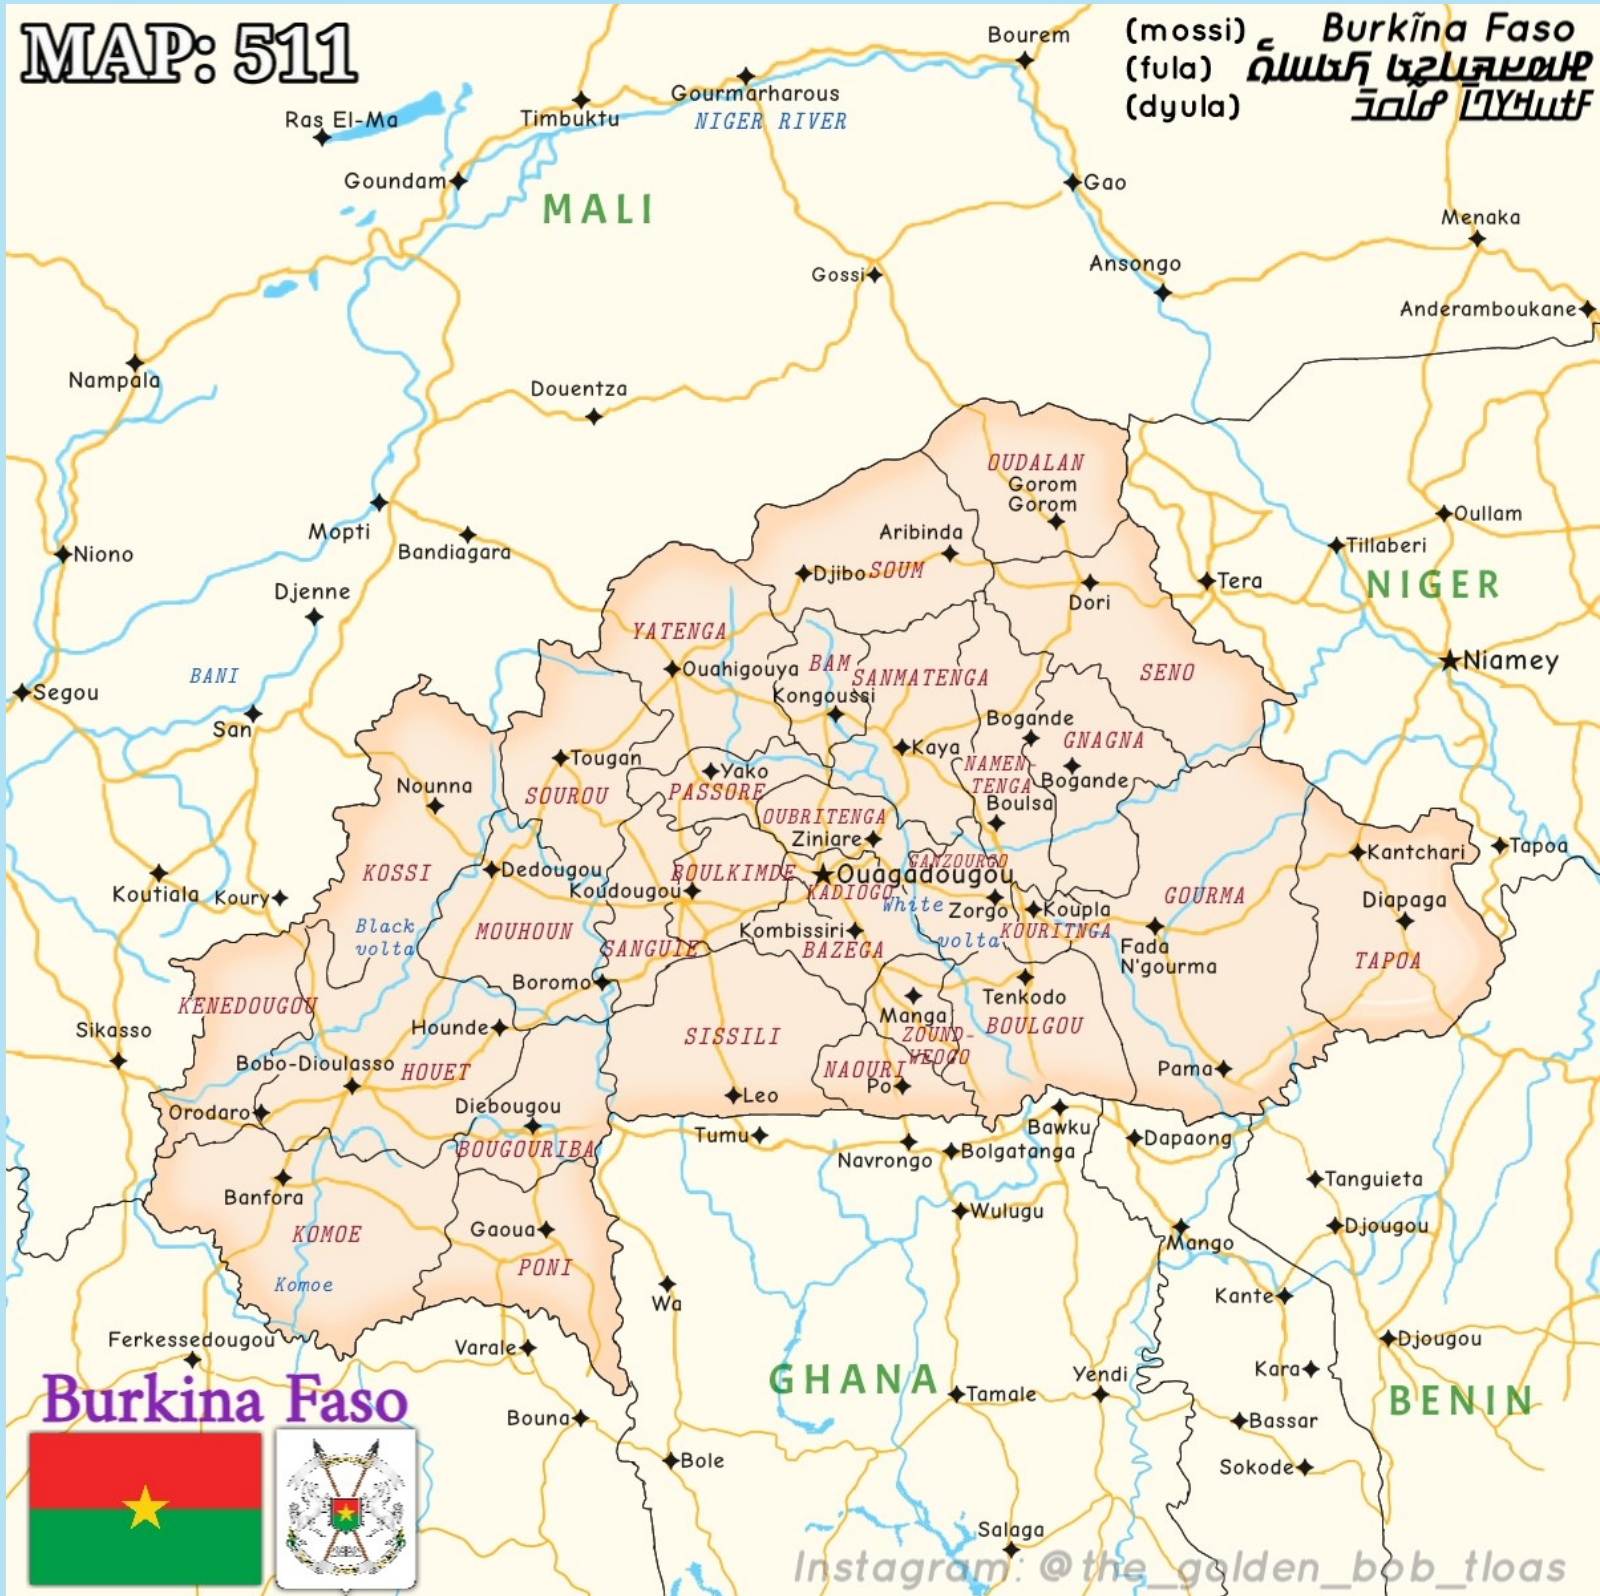 MAP: 511
(mossi) Burkĩna Faso
(fula)
(dyula)
Bourem
Gourmarharous
NIGER RIVER
Timbuktu
Ras El-Ma
Goundam
MALI
Gao
Menaka
Gossi
Ansongo
Anderamboukane
Nampala
Douentza
OUDALAN
Gorom
Gorom
Mopti
Bandiagara
Niono
Aribinda
Djibo
SOUM
Dori
Oullam
Tillaberi
Tera
NIGER
Djenne
BANI
Segou
San
YATENGA
Ouahigouya
BAM
Kongoussi
SANMATENGA
SENO
Niamey
Bogande
GNAGNA
Bogande
NAMEN-
TENGA
Boulsa
Kaya
Tougan
SOUROU
Yako
PASSORE
Nounna
OUBRITENGA
Ziniare
KOSSI
Dedougou
Koudougou
BOULKIMDE
Ouagadougou
KADIOGO
GANZOURGO
White
volta
Zorgo
Koupla
KOURITNGA
GOURMA
Fada
N'gourma
Kantchari
Tapoa
Diapaga
TAPOA
Koutiala
Koury
Black
volta
MOUHOUN
SANGUIE
Kombissiri
BAZEGA
Boromo
KENEDOUGOU
Sikasso
Hounde
SISSILI
Manga
ZOUND-
WEOGO
Tenkodo
BOULGOU
NAOURI
Po
Pama
Bobo-Dioulasso
HOUET
Orodaro
Diebougou
BOUGOURIBA
Leo
Tumu
Navrongo
Bolgatanga
Bawku
Dapaong
Tanguieta
Djougou
Banfora
KOMOE
Komoe
Gaoua
PONI
Wulugu
Mango
Kante
Wa
Ferkessedougou
Varale
GHANA
Tamale
Yendi
Kara
Djougou
BENIN
Bouna
Bole
Bassar
Sokode
Salaga
Burkina Faso
Instagram: @the_golden_bob_tloas